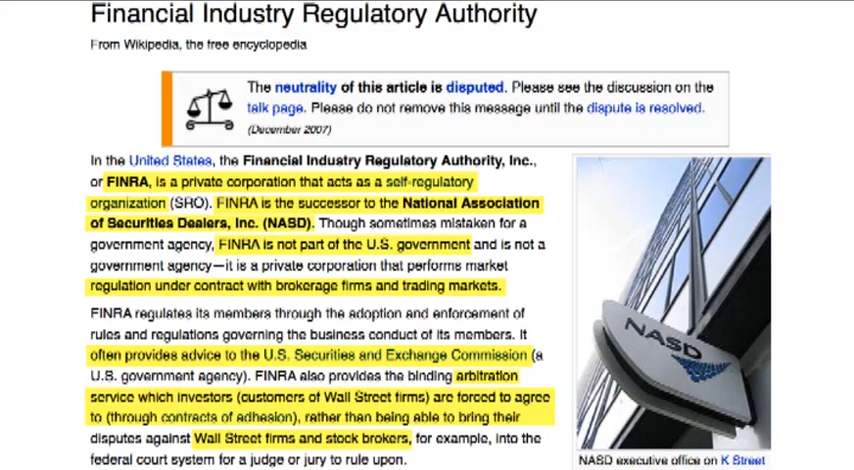 Financial Industry Regulatory Authority
From Wikipedia, the free encyclopedia
The neutrality of this article is disputed. Please see the discussion on the
talk page. Please do not remove this message until the dispute is resolved.
(December 2007)
In the United States, the Financial Industry Regulatory Authority, Inc.,
or FINRA, is a private corporation that acts as a self-regulatory
organization (SRO). FINRA is the successor to the National Association
of Securities Dealers, Inc. (NASD). Though sometimes mistaken for a
government agency, FINRA is not part of the U.S. government and is not a
government agency—it is a private corporation that performs market
regulation under contract with brokerage firms and trading markets.
FINRA regulates its members through the adoption and enforcement of
rules and regulations governing the business conduct of its members. It
often provides advice to the U.S. Securities and Exchange Commission (a
U.S. government agency). FINRA also provides the binding arbitration
service which investors (customers of Wall Street firms) are forced to agree
to (through contracts of adhesion), rather than being able to bring their
disputes against Wall Street firms and stock brokers, for example, into the
federal court system for a judge or jury to rule upon.
NASD
NASD executive office on K Street